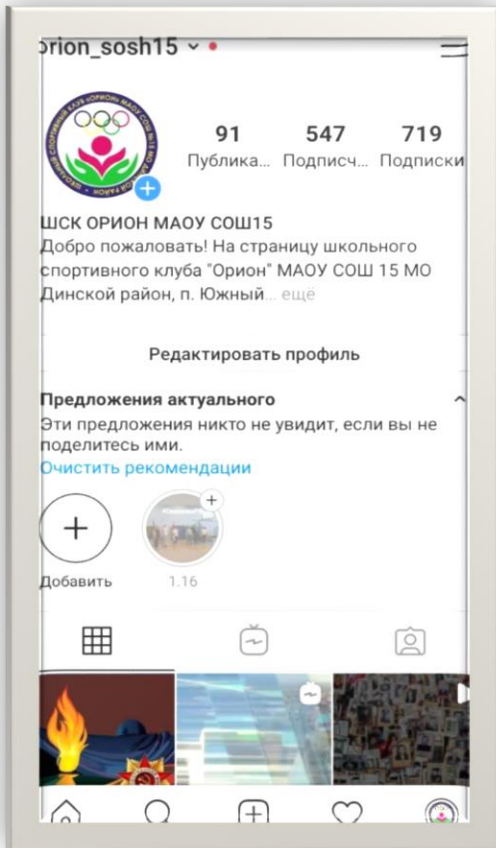 orion_sosh15
91 547 719
Публика... Подписч... Подписки
ШСК ОРИОН МАОУ СОШ15
Добро пожаловать! На страницу школьного
спортивного клуба "Орион" МАОУ СОШ 15 МО
Динской район, п. Южный... ещё
Редактировать профиль
Предложения актуального
Эти предложения никто не увидит, если вы не
поделитесь ими.
Очистить рекомендации
Добавить 1.16